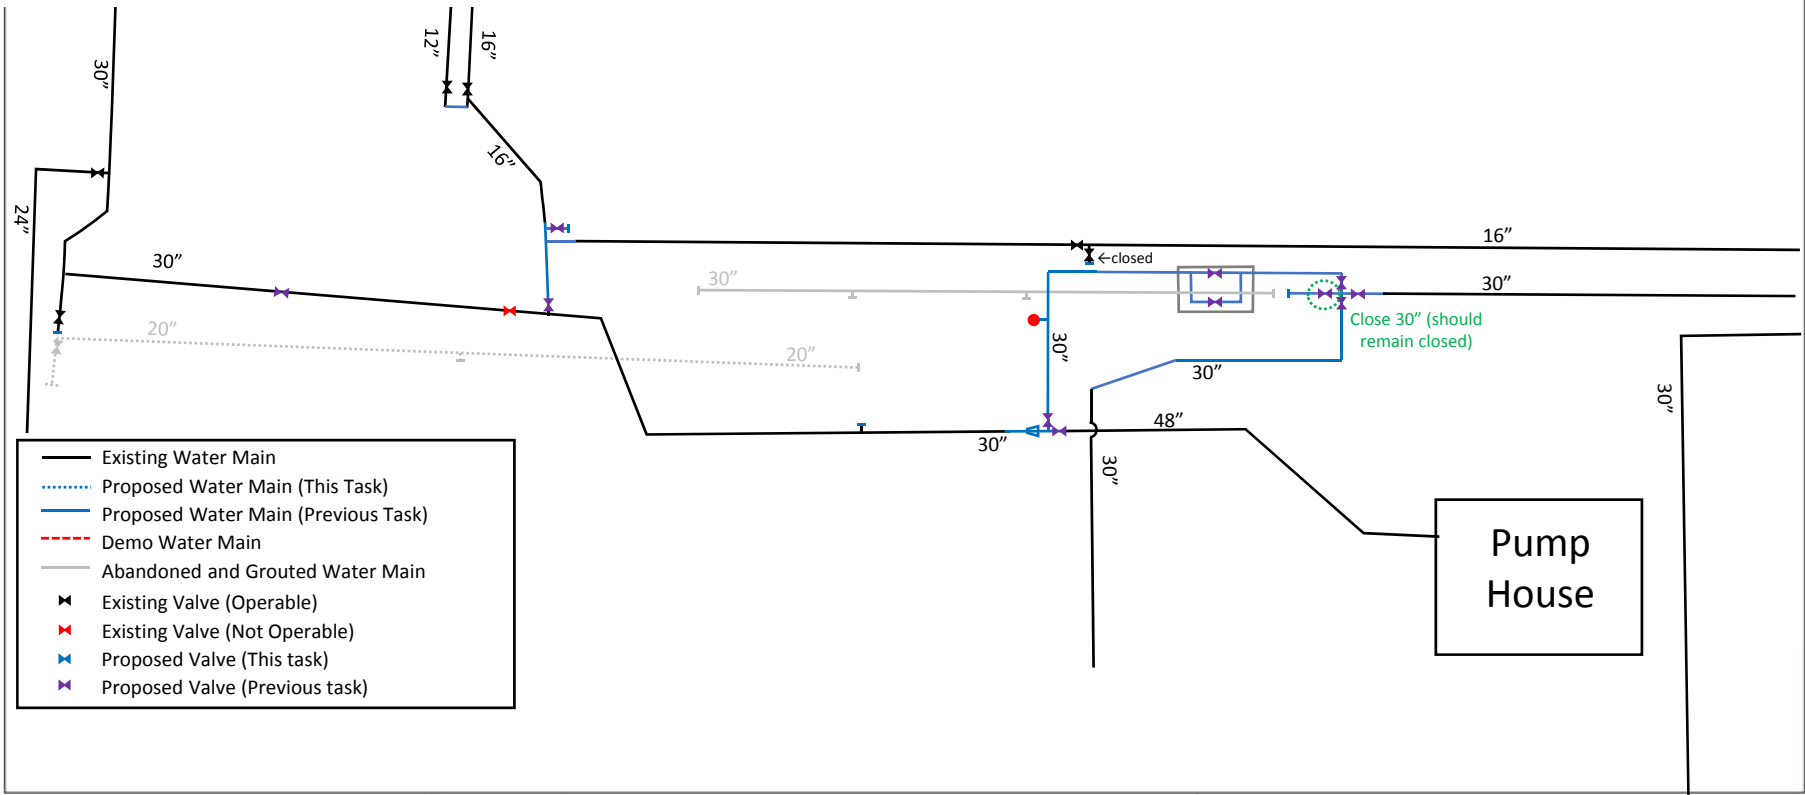 12”
16”
30”
16”
24”
30”
16”
←closed
30”
30”
Close 30” (should
remain closed)
20”
20”
30”
30”
30”
48”
30”
30”
Existing Water Main
Proposed Water Main (This Task)
Proposed Water Main (Previous Task)
Demo Water Main
Abandoned and Grouted Water Main
Existing Valve (Operable)
Existing Valve (Not Operable)
Proposed Valve (This task)
Proposed Valve (Previous task)
Pump
House